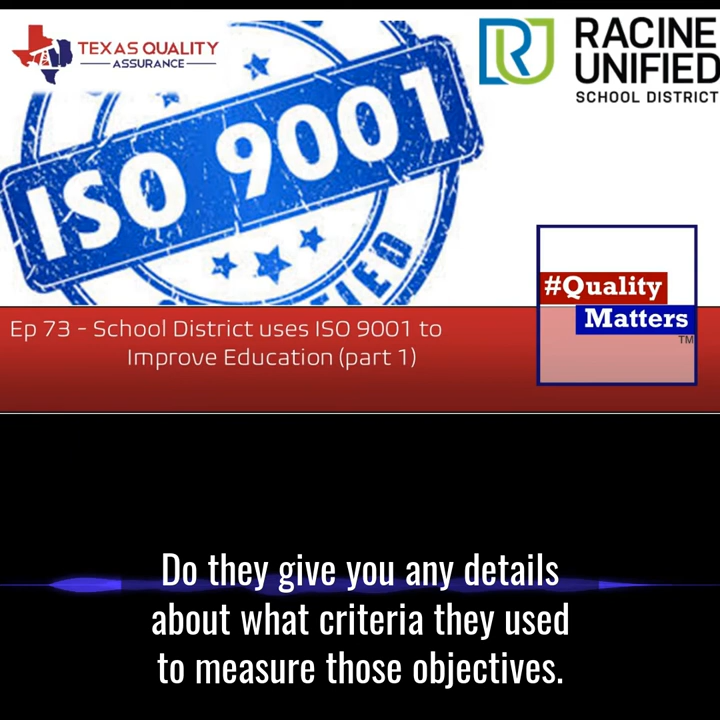 TEXAS QUALITY
ASSURANCE
RACINE
UNIFIED
SCHOOL DISTRICT
ISO 9001
#Quality
Matters
TM
Ep 73 - School District uses ISO 9001 to
Improve Education (part 1)
Do they give you any details
about what criteria they used
to measure those objectives.